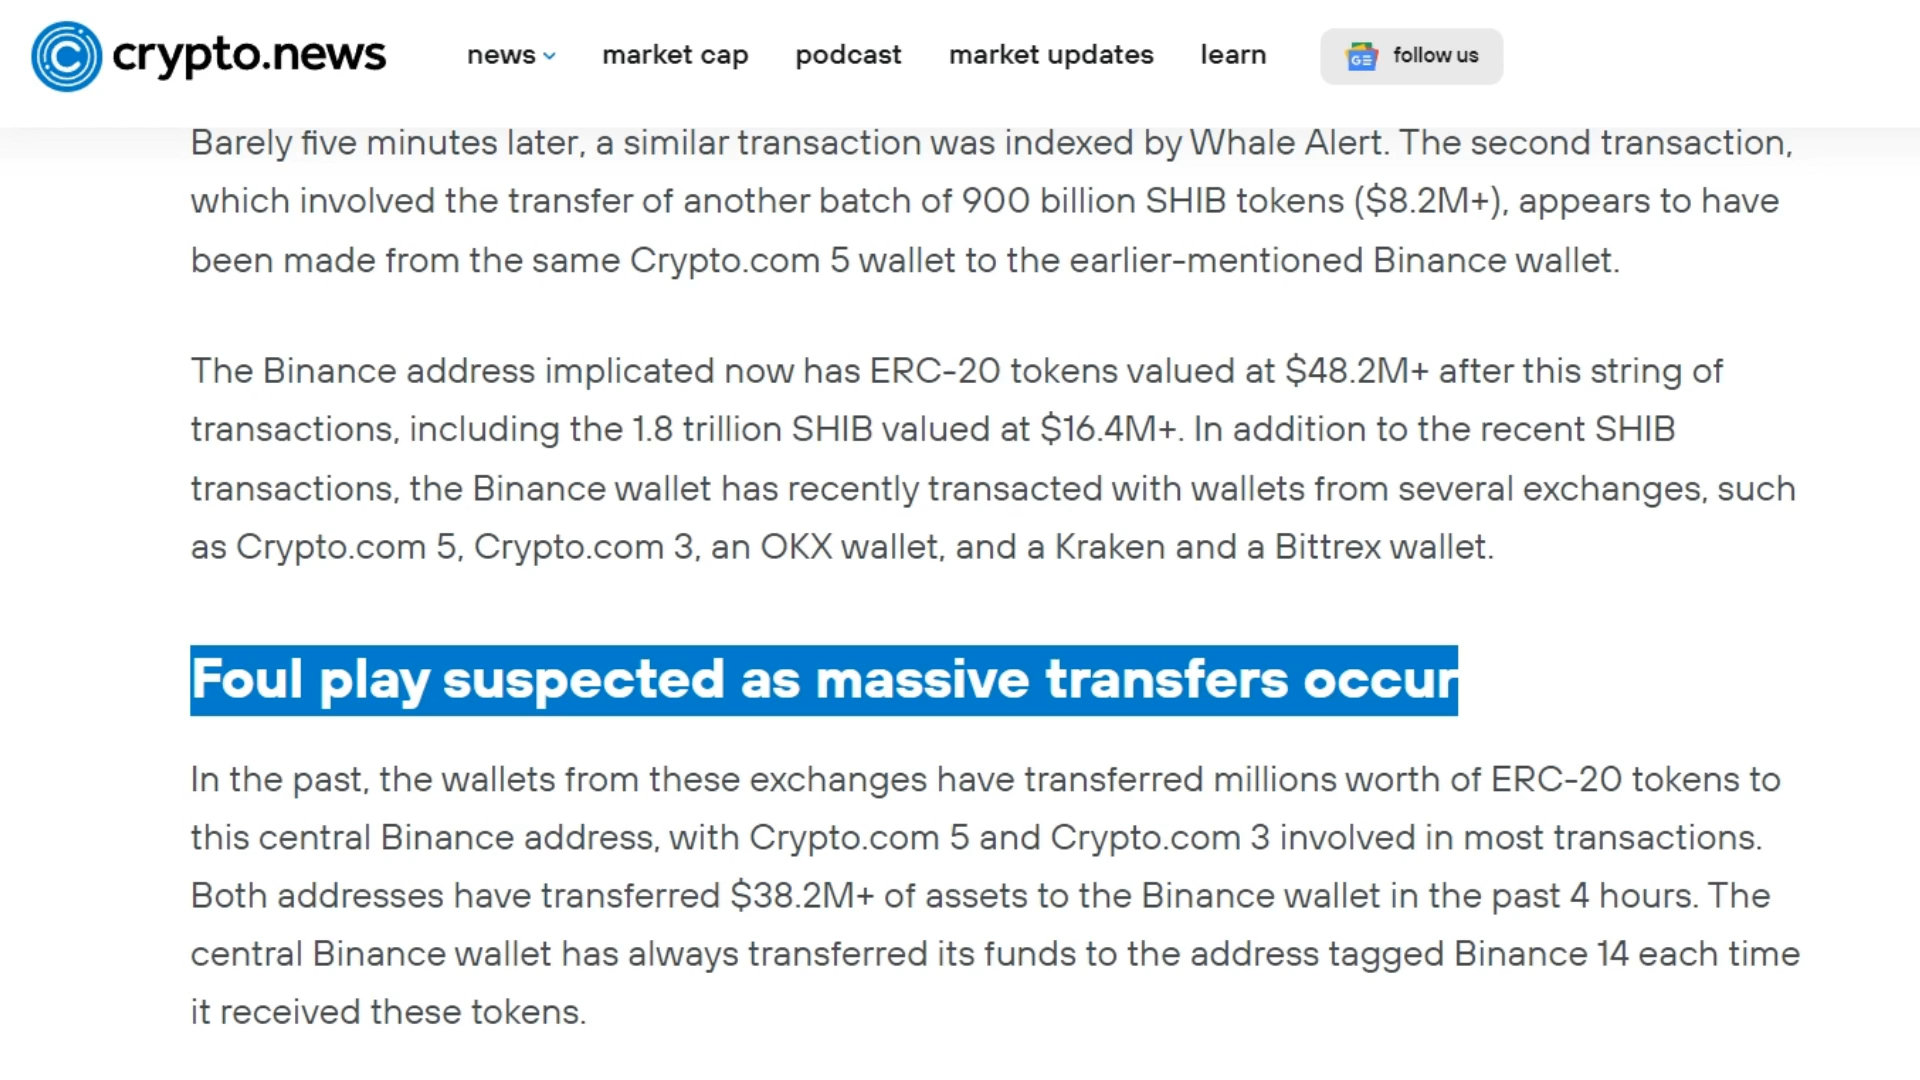 crypto.news
news market cap podcast market updates learn follow us
Barely five minutes later, a similar transaction was indexed by Whale Alert. The second transaction,
which involved the transfer of another batch of 900 billion SHIB tokens ($8.2M+), appears to have
been made from the same Crypto.com 5 wallet to the earlier-mentioned Binance wallet.
The Binance address implicated now has ERC-20 tokens valued at $48.2M+ after this string of
transactions, including the 1.8 trillion SHIB valued at $16.4M+. In addition to the recent SHIB
transactions, the Binance wallet has recently transacted with wallets from several exchanges, such
as Crypto.com 5, Crypto.com 3, an OKX wallet, and a Kraken and a Bittrex wallet.
Foul play suspected as massive transfers occur
In the past, the wallets from these exchanges have transferred millions worth of ERC-20 tokens to
this central Binance address, with Crypto.com 5 and Crypto.com 3 involved in most transactions.
Both addresses have transferred $38.2M+ of assets to the Binance wallet in the past 4 hours. The
central Binance wallet has always transferred its funds to the address tagged Binance 14 each time
it received these tokens.